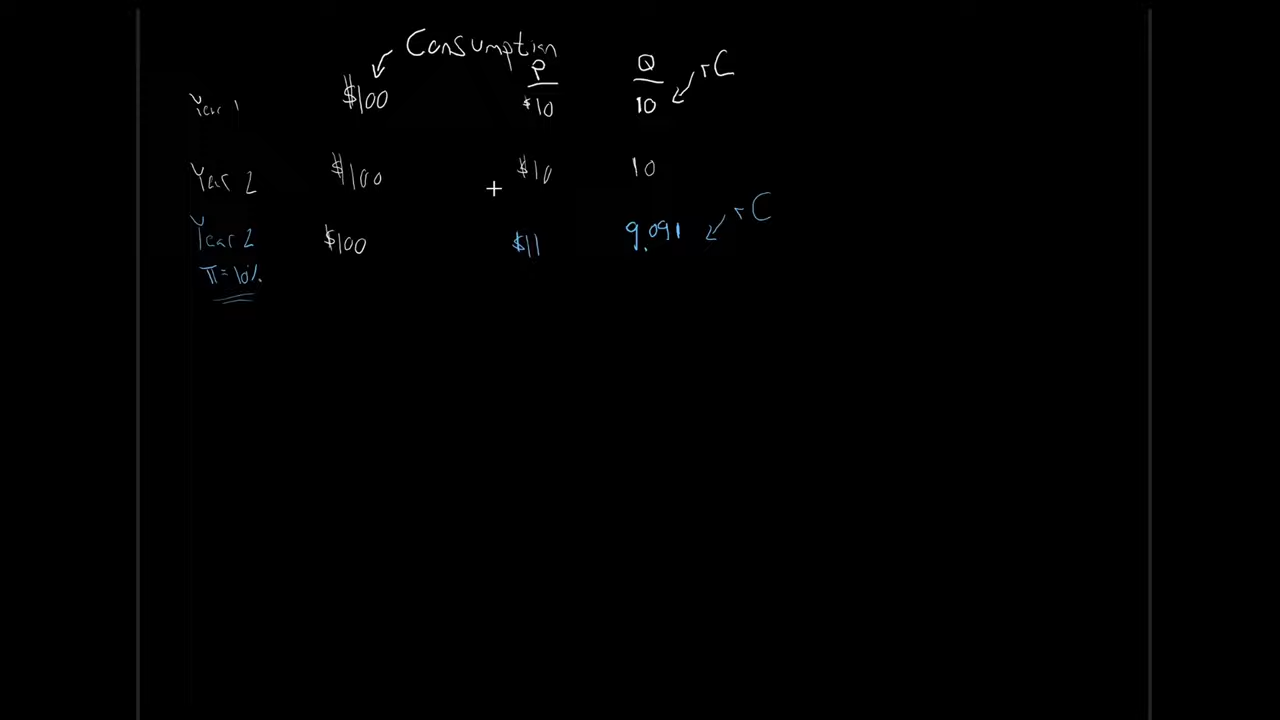 Consumption
P Q rC
Year 1 $100 $10 10
Year 2 $100 $10 10
Year 2 $100 $11 9.091 rC
π = 10%